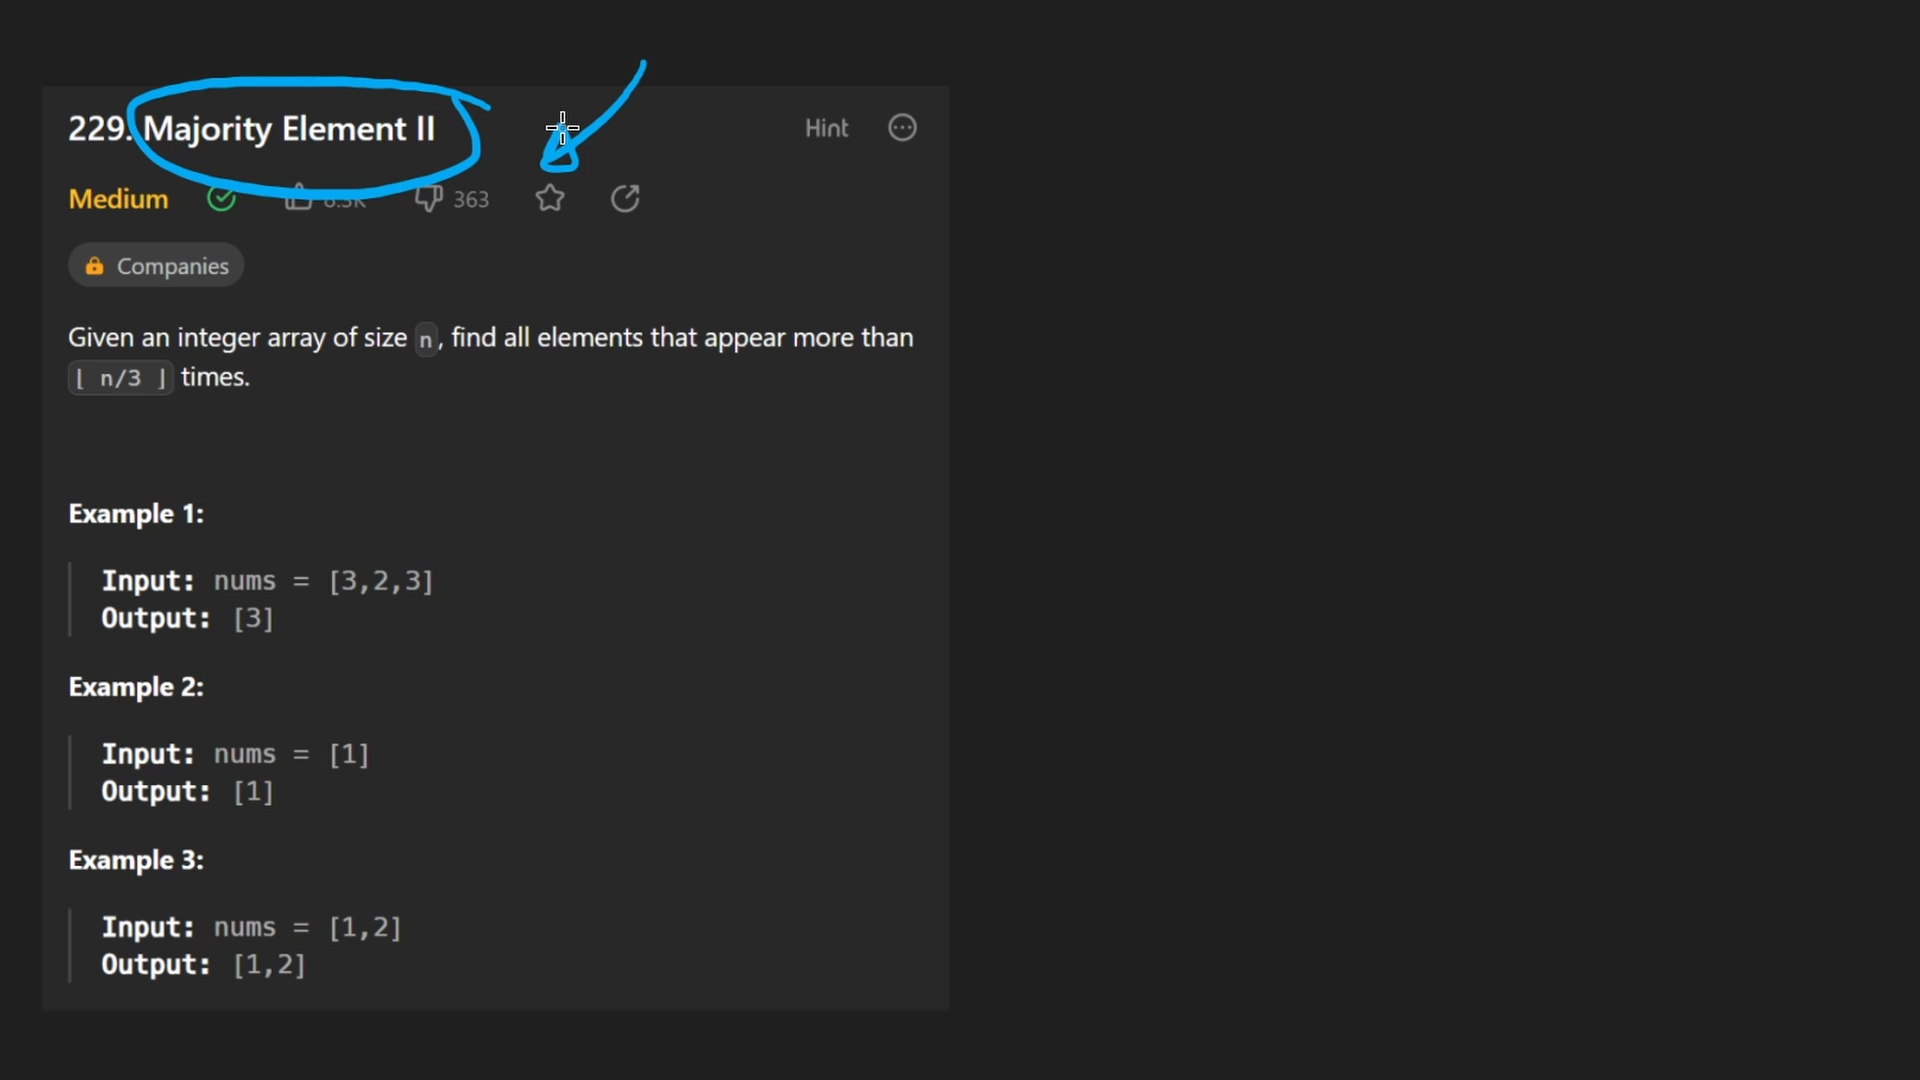 229. Majority Element II
Hint
Medium 363
Companies
Given an integer array of size n, find all elements that appear more than
⌊ n/3 ⌋ times.
Example 1:
Input: nums = [3,2,3]
Output: [3]
Example 2:
Input: nums = [1]
Output: [1]
Example 3:
Input: nums = [1,2]
Output: [1,2]